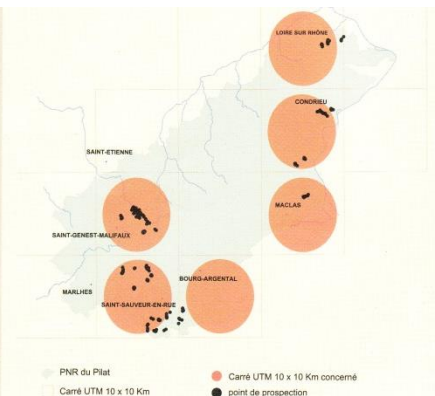 LOIRE SUR RHÔNE
CONDRIEU
SAINT-ETIENNE
MACLAS
SAINT-GENEST-MALIFAUX
BOURG-ARGENTAL
MARLHES
SAINT-SAUVEUR-EN-RUE
PNR du Pilat
Carré UTM 10 x 10 Km concerné
Carré UTM 10 x 10 Km
point de prospection